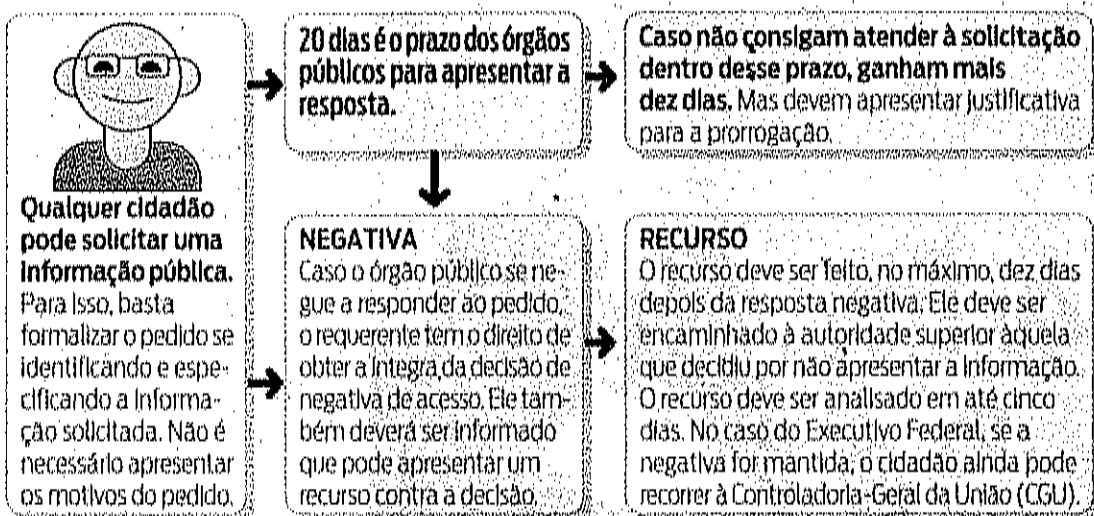 Qualquer cidadão
pode solicitar uma
informação pública.
Para isso, basta
formalizar o pedido se
identificando e espe-
cificando a informa-
ção solicitada. Não é
necessário apresentar
os motivos do pedido.
20 dias é o prazo dos órgãos
públicos para apresentar a
resposta.
Caso não consigam atender à solicitação
dentro desse prazo, ganham mais
dez dias. Mas devem apresentar justificativa
para a prorrogação.
NEGATIVA
Caso o órgão público se ne-
gue a responder ao pedido,
o requerente tem o direito de
obter a íntegra da decisão de
negativa de acesso. Ele tam-
bém deverá ser informado
que pode apresentar um
recurso contra a decisão.
RECURSO
O recurso deve ser feito, no máximo, dez dias
depois da resposta negativa. Ele deve ser
encaminhado à autoridade superior àquela
que decidiu por não apresentar a informação.
O recurso deve ser analisado em até cinco
dias. No caso do Executivo Federal, se a
negativa for mantida, o cidadão ainda pode
recorrer à Controladoria-Geral da União (CGU).